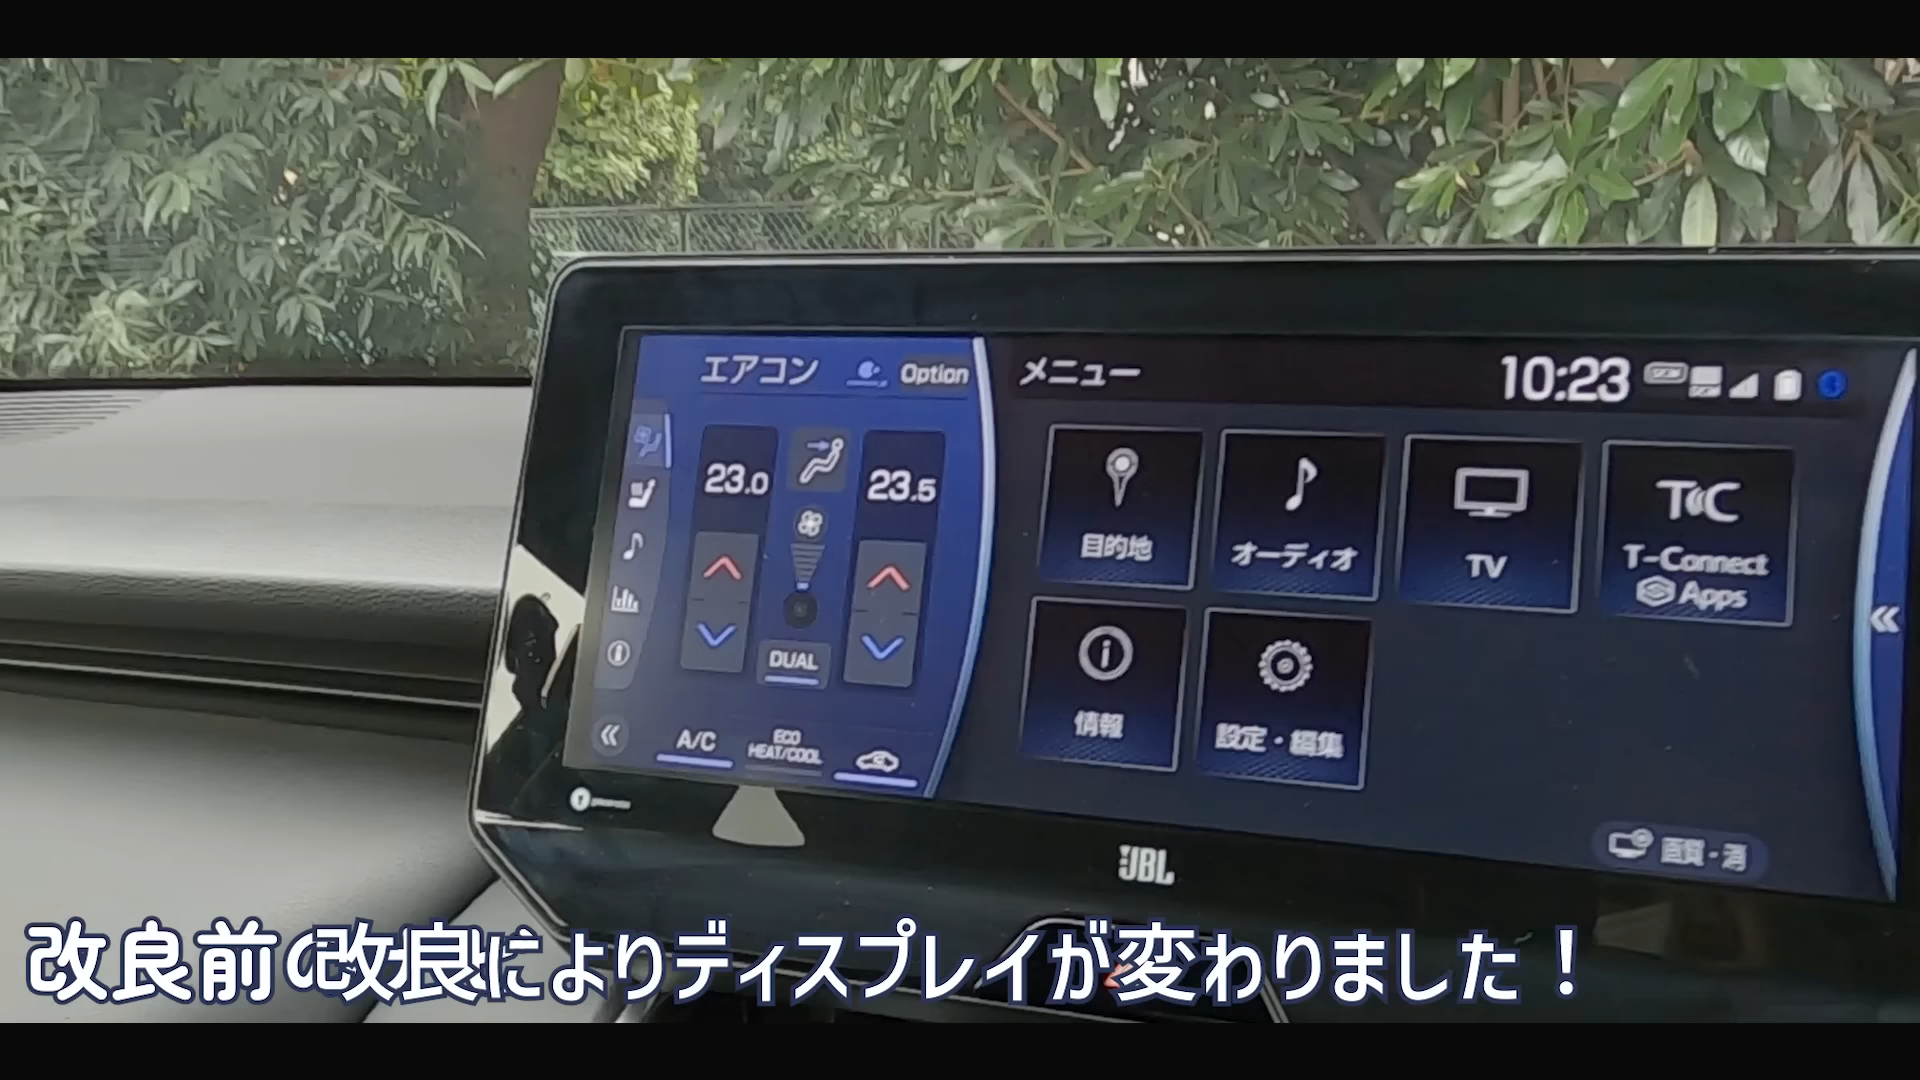 エアコン
Option
23.0
23.5
DUAL
A/C
ECO
HEAT/COOL
メニュー
10:23
目的地
オーディオ
TV
T-Connect
Apps
情報
設定・編集
画質・消
JBL
改良前の
改良によりディスプレイが変わりました！